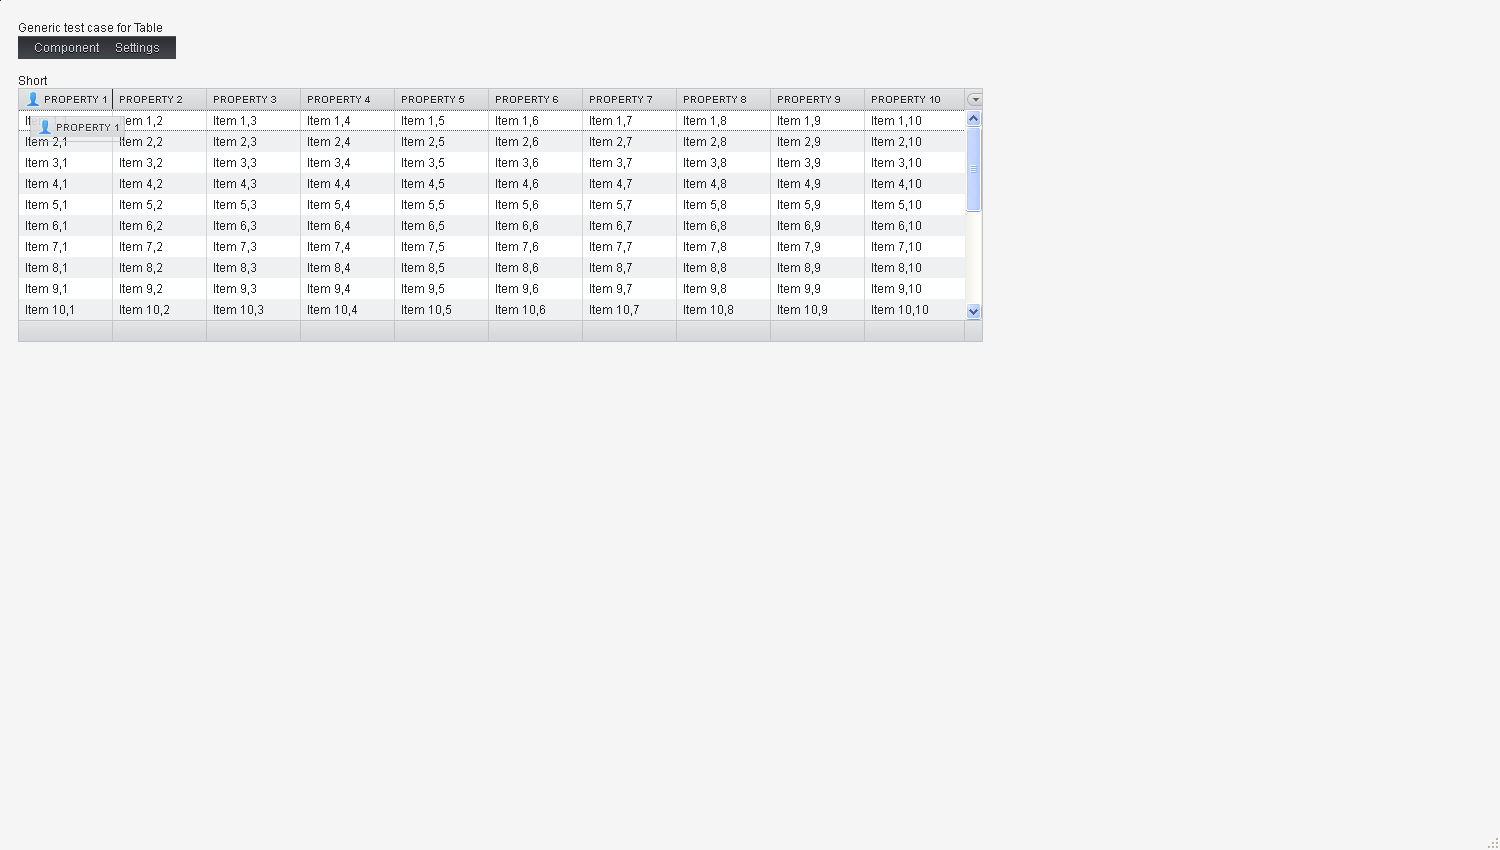 Generic test case for Table
Component Settings
Short
PROPERTY 1 PROPERTY 2 PROPERTY 3 PROPERTY 4 PROPERTY 5 PROPERTY 6 PROPERTY 7 PROPERTY 8 PROPERTY 9 PROPERTY 10
Item 1,2 Item 1,3 Item 1,4 Item 1,5 Item 1,6 Item 1,7 Item 1,8 Item 1,9 Item 1,10
PROPERTY 1
Item 2,1 Item 2,2 Item 2,3 Item 2,4 Item 2,5 Item 2,6 Item 2,7 Item 2,8 Item 2,9 Item 2,10
Item 3,1 Item 3,2 Item 3,3 Item 3,4 Item 3,5 Item 3,6 Item 3,7 Item 3,8 Item 3,9 Item 3,10
Item 4,1 Item 4,2 Item 4,3 Item 4,4 Item 4,5 Item 4,6 Item 4,7 Item 4,8 Item 4,9 Item 4,10
Item 5,1 Item 5,2 Item 5,3 Item 5,4 Item 5,5 Item 5,6 Item 5,7 Item 5,8 Item 5,9 Item 5,10
Item 6,1 Item 6,2 Item 6,3 Item 6,4 Item 6,5 Item 6,6 Item 6,7 Item 6,8 Item 6,9 Item 6,10
Item 7,1 Item 7,2 Item 7,3 Item 7,4 Item 7,5 Item 7,6 Item 7,7 Item 7,8 Item 7,9 Item 7,10
Item 8,1 Item 8,2 Item 8,3 Item 8,4 Item 8,5 Item 8,6 Item 8,7 Item 8,8 Item 8,9 Item 8,10
Item 9,1 Item 9,2 Item 9,3 Item 9,4 Item 9,5 Item 9,6 Item 9,7 Item 9,8 Item 9,9 Item 9,10
Item 10,1 Item 10,2 Item 10,3 Item 10,4 Item 10,5 Item 10,6 Item 10,7 Item 10,8 Item 10,9 Item 10,10